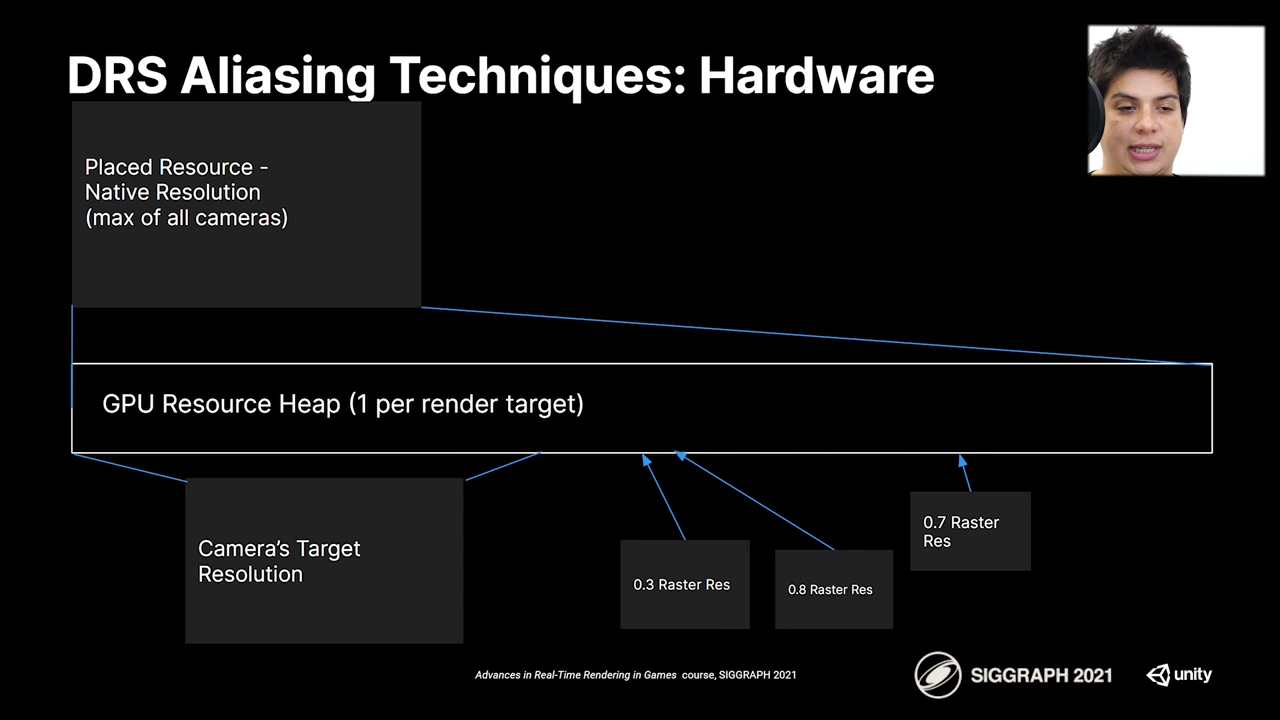 DRS Aliasing Techniques: Hardware
Placed Resource -
Native Resolution
(max of all cameras)
GPU Resource Heap (1 per render target)
Camera’s Target
Resolution
0.3 Raster Res
0.8 Raster Res
0.7 Raster
Res
Advances in Real-Time Rendering in Games course, SIGGRAPH 2021
SIGGRAPH 2021
unity